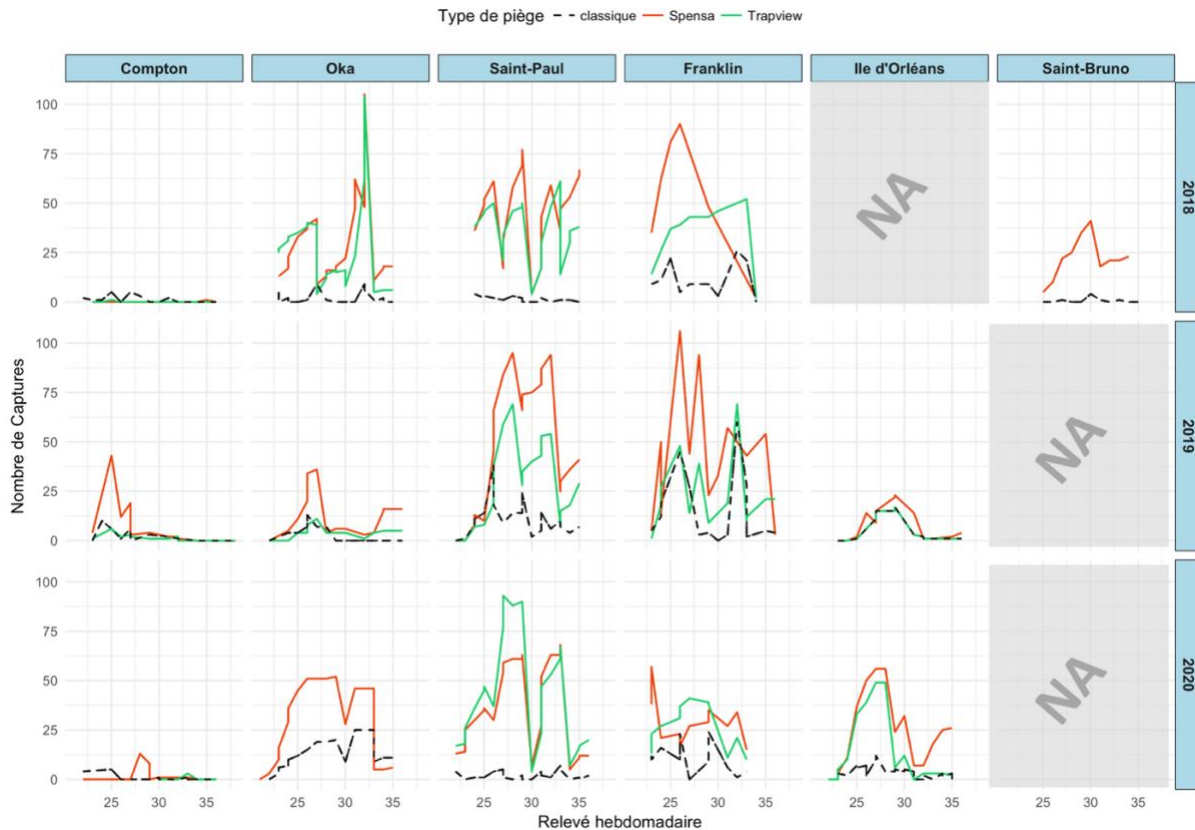 Type de piège classique Spensa Trapview
Compton Oka Saint-Paul Franklin Ile d'Orléans Saint-Bruno
100
75
50
25
0
NA
2018
100
75
50
25
0
NA
2019
100
75
50
25
0
NA
2020
Nombre de Captures
25 30 35 25 30 35 25 30 35 25 30 35 25 30 35 25 30 35
Relevé hebdomadaire